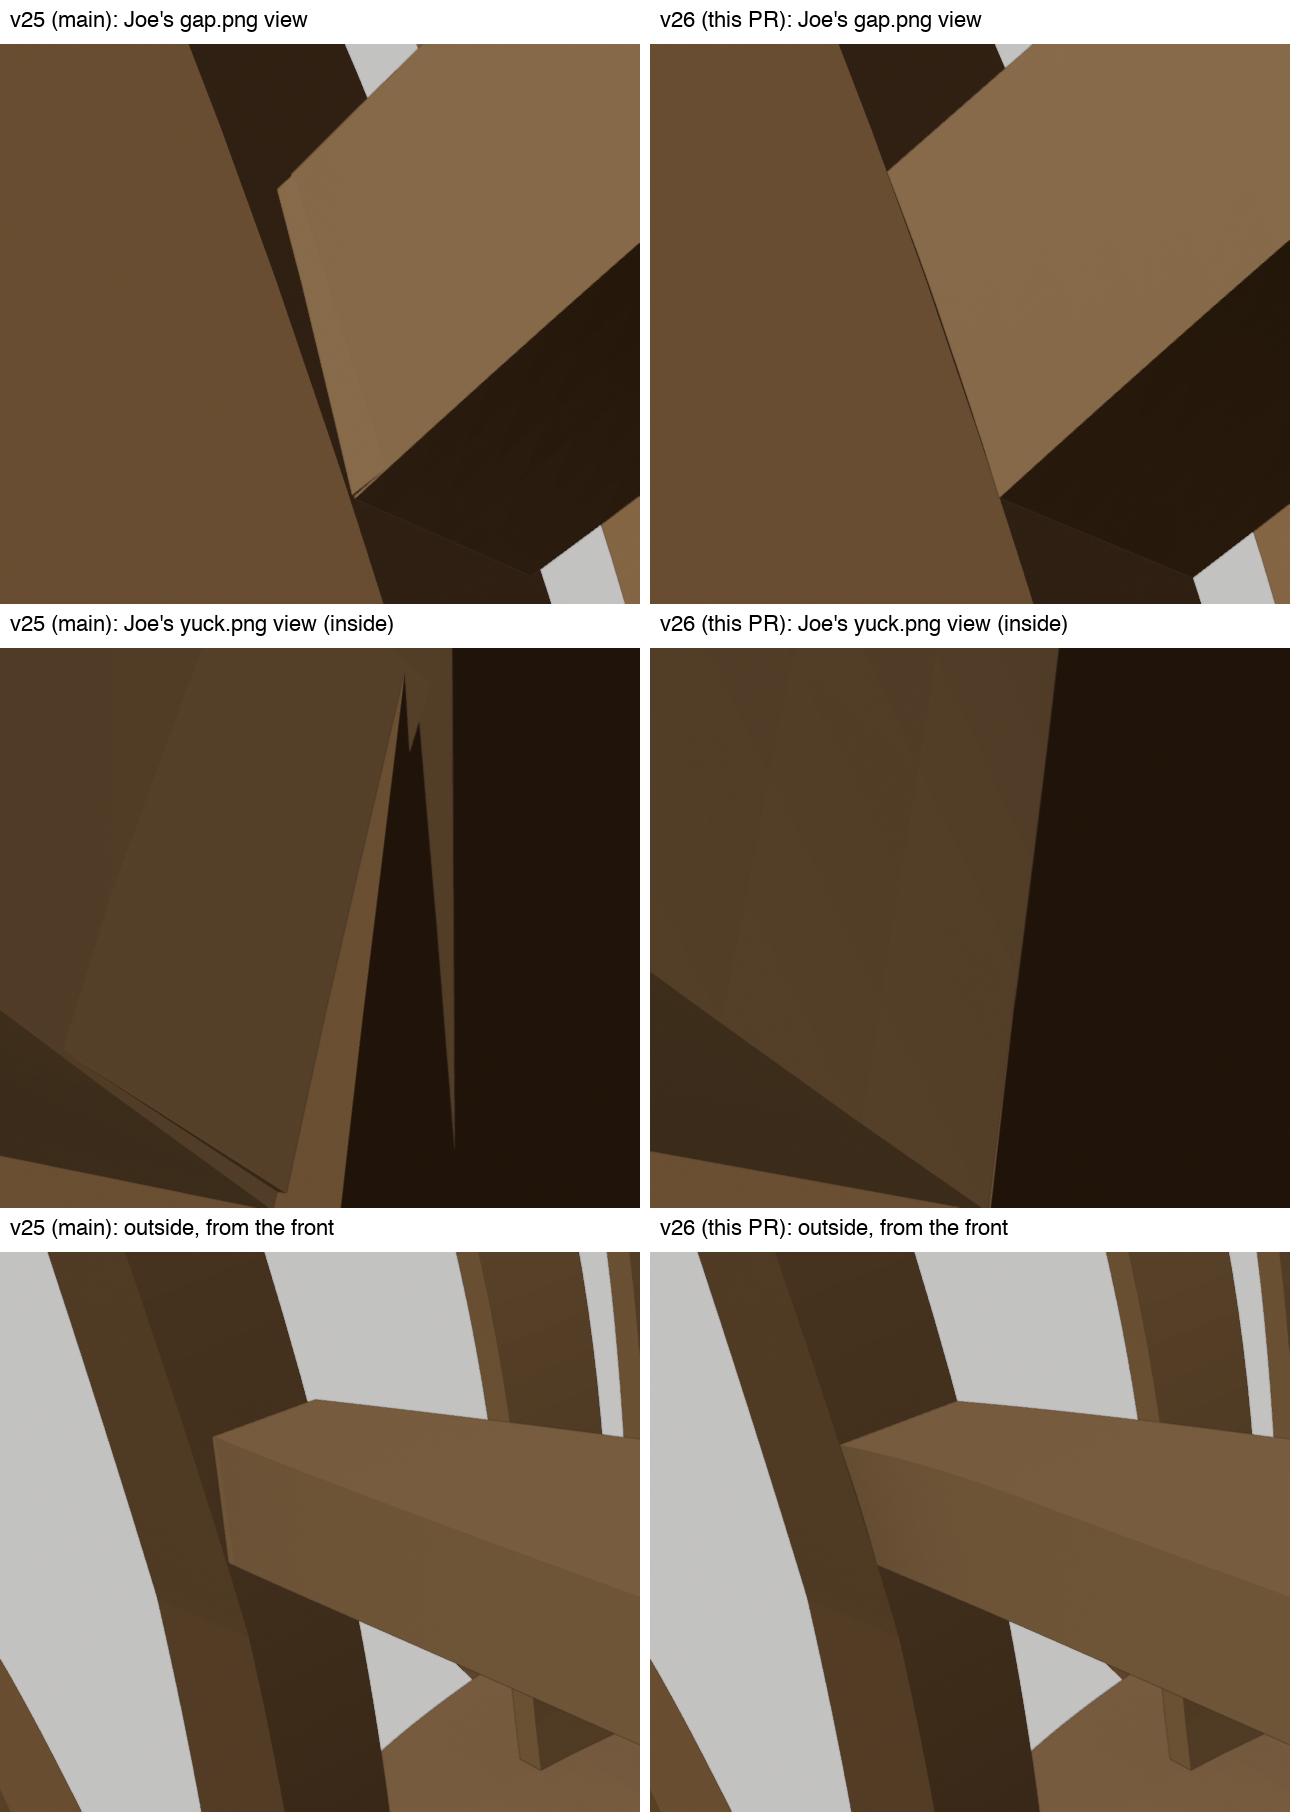 v25 (main): Joe's gap.png view
v26 (this PR): Joe's gap.png view
v25 (main): Joe's yuck.png view (inside)
v26 (this PR): Joe's yuck.png view (inside)
v25 (main): outside, from the front
v26 (this PR): outside, from the front